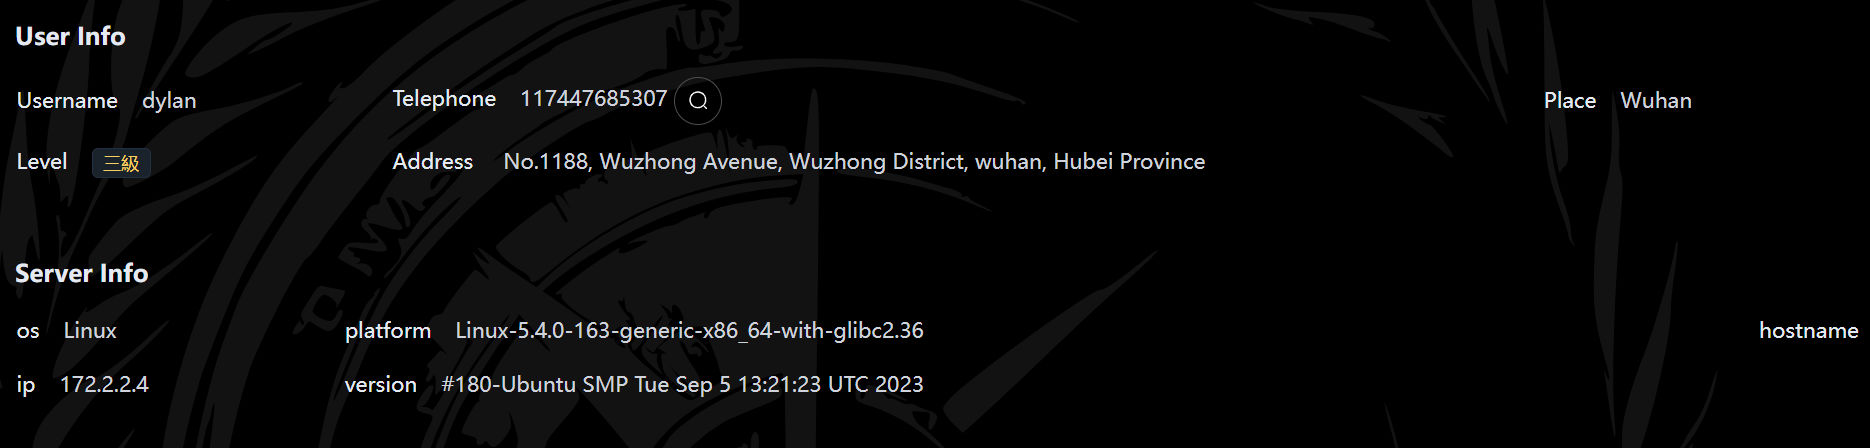 User Info
Username dylan Telephone 117447685307 Place Wuhan
Level 三級 Address No.1188, Wuzhong Avenue, Wuzhong District, wuhan, Hubei Province
Server Info
os Linux platform Linux-5.4.0-163-generic-x86_64-with-glibc2.36 hostname
ip 172.2.2.4 version #180-Ubuntu SMP Tue Sep 5 13:21:23 UTC 2023